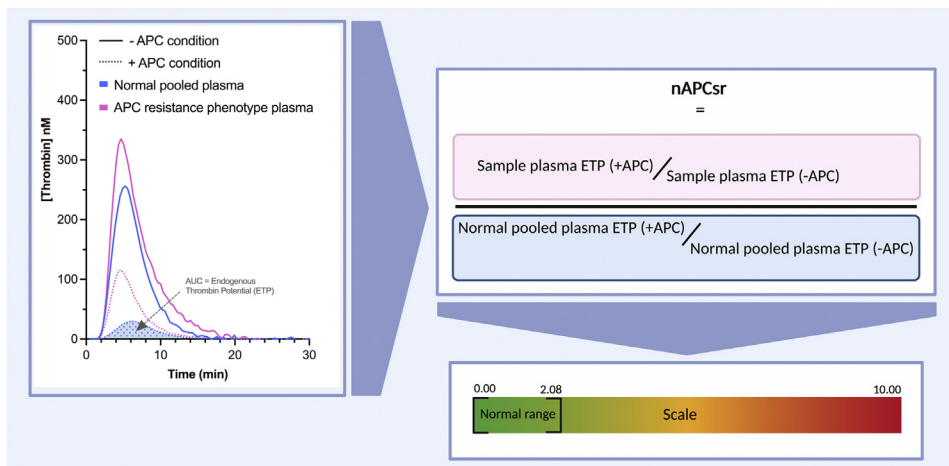 - APC condition
+ APC condition
Normal pooled plasma
APC resistance phenotype plasma
[Thrombin] nM
500
400
300
200
100
0
AUC = Endogenous
Thrombin Potential (ETP)
0
10
20
30
Time (min)
nAPCsr
=
Sample plasma ETP (+APC) / Sample plasma ETP (-APC)
Normal pooled plasma ETP (+APC) / Normal pooled plasma ETP (-APC)
0.00
2.08
10.00
Normal range
Scale